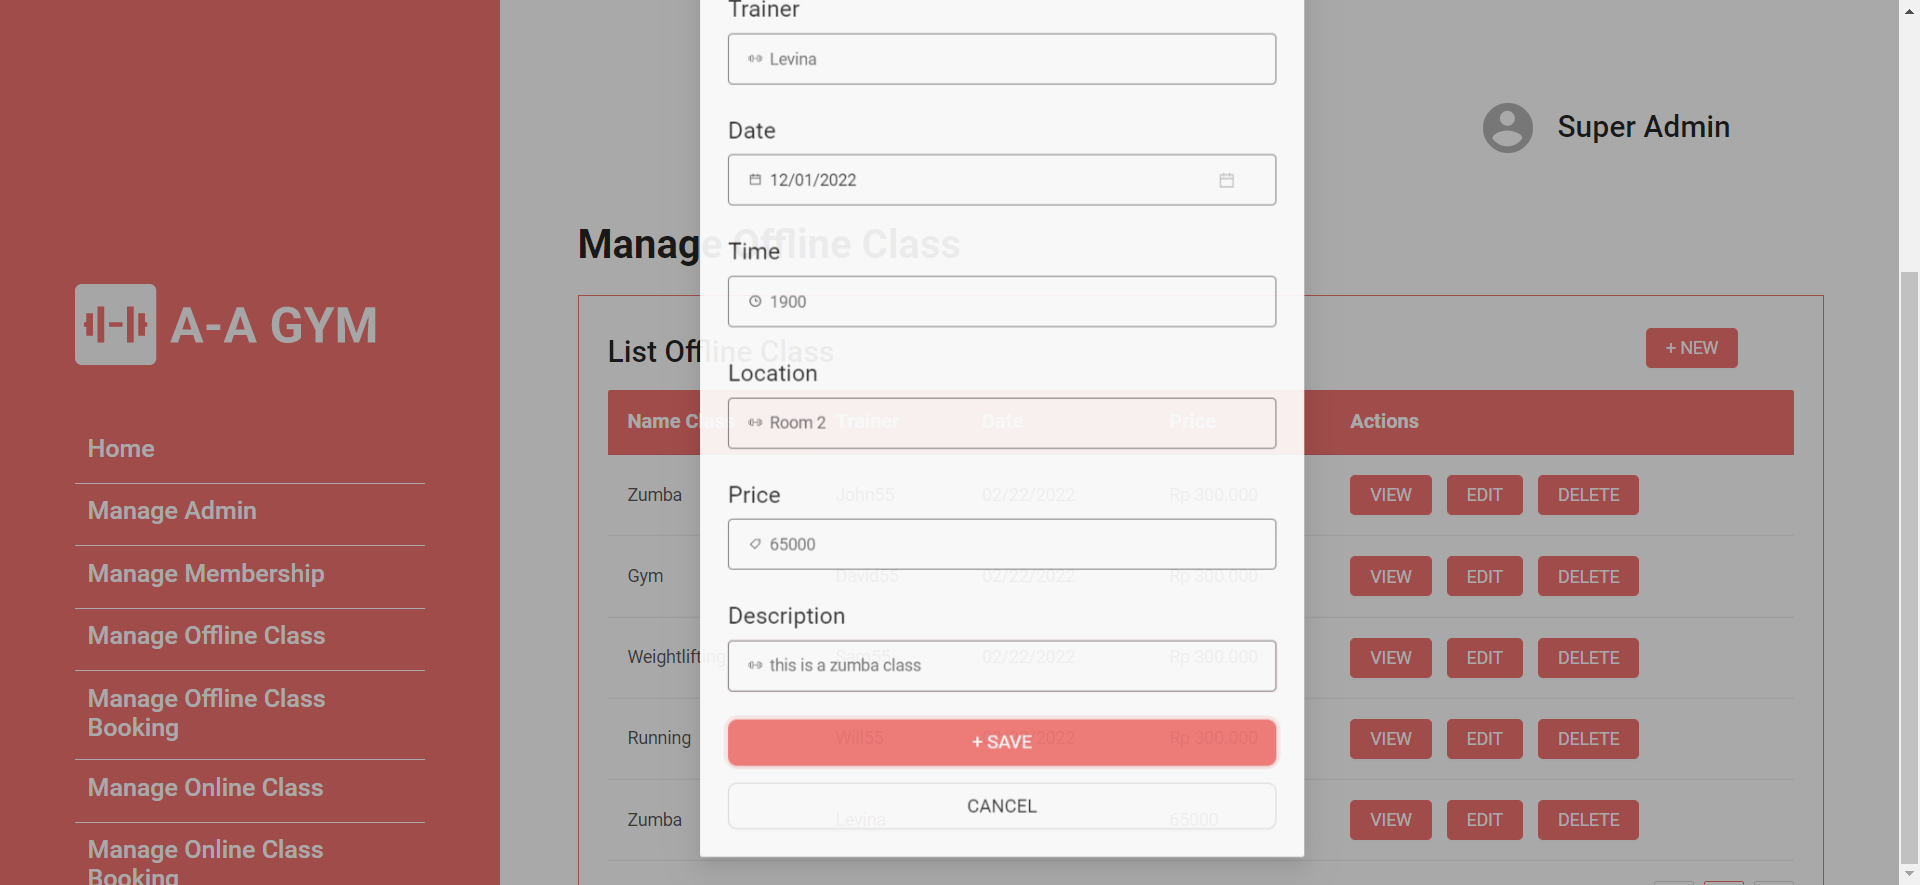 A-A GYM
Home
Manage Admin
Manage Membership
Manage Offline Class
Manage Offline Class
Booking
Manage Online Class
Manage Online Class
Booking
Super Admin
Manage Offline Class
List Offline Class
+ NEW
Name Class Trainer Date Price Actions
Zumba John55 02/22/2022 Rp 300.000 VIEW EDIT DELETE
Gym David55 02/22/2022 Rp 300.000 VIEW EDIT DELETE
Weightlifting Sam55 02/22/2022 Rp 300.000 VIEW EDIT DELETE
Running Will55 02/22/2022 Rp 300.000 VIEW EDIT DELETE
Zumba Levina 65000 VIEW EDIT DELETE
Trainer
Levina
Date
12/01/2022
Time
1900
Location
Room 2
Price
65000
Description
this is a zumba class
+ SAVE
CANCEL